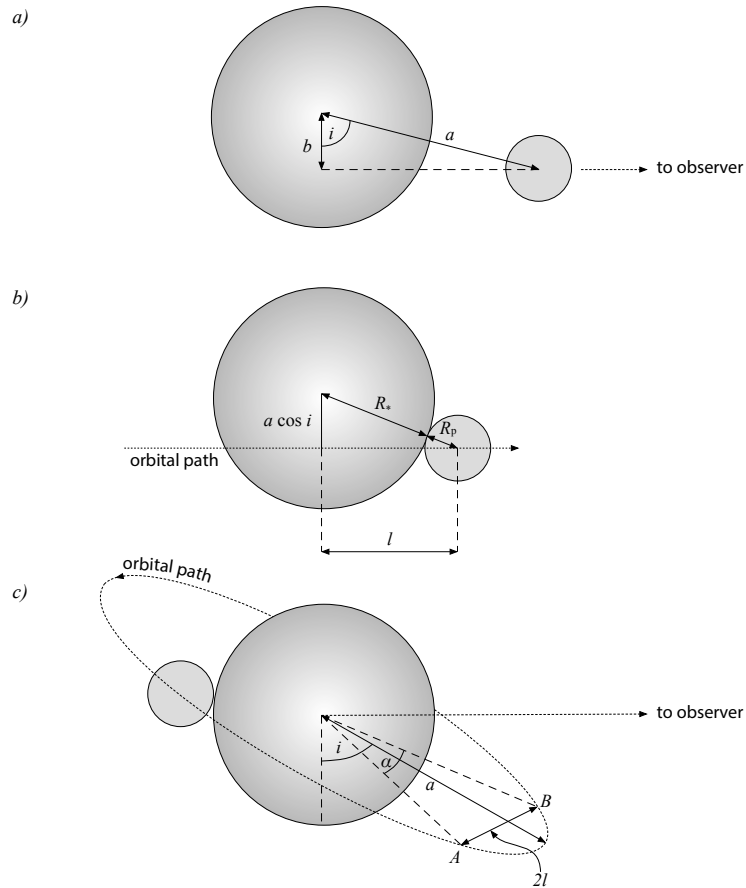 a)
i
a
b
to observer
b)
R*
a cos i
Rp
orbital path
l
orbital path
c)
to observer
i
α
a
B
A
2l